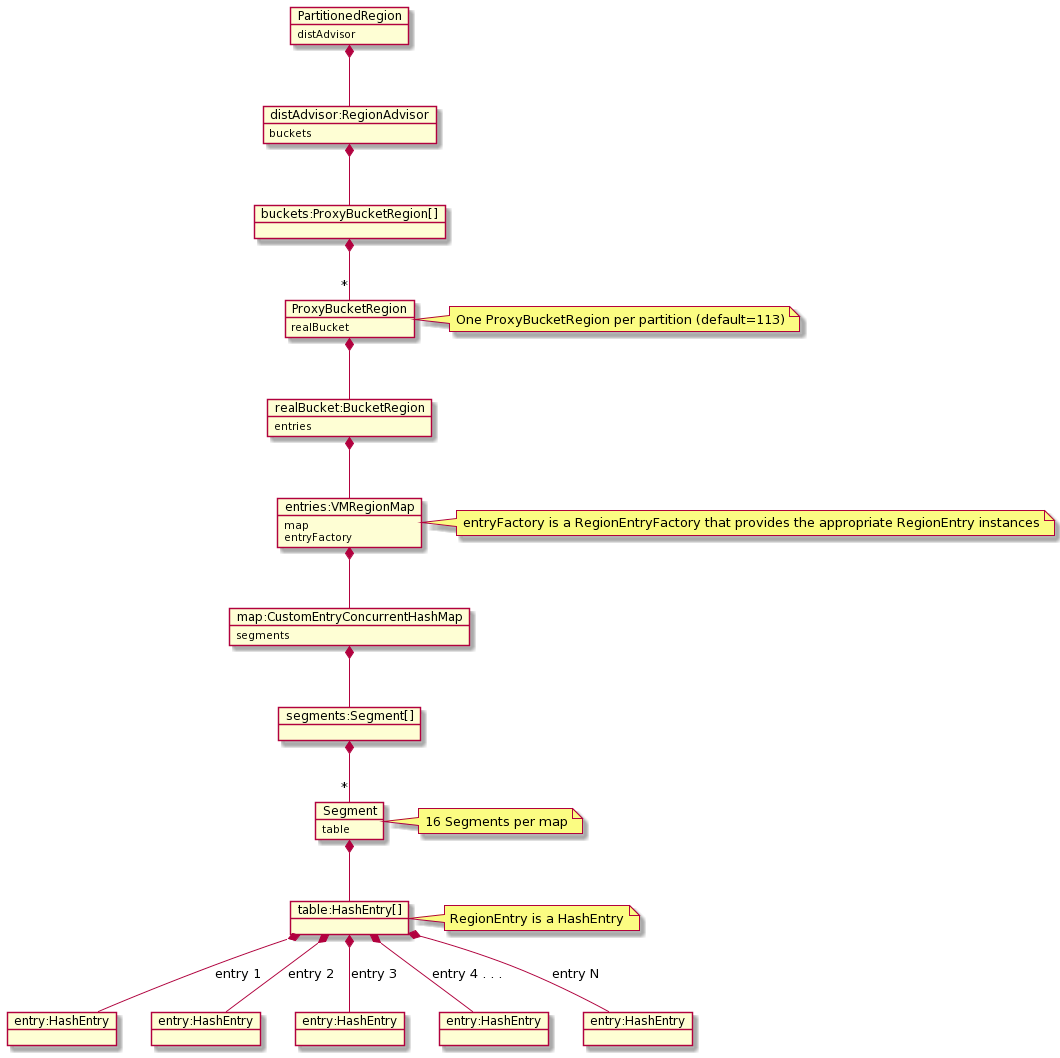 PartitionedRegion
distAdvisor
distAdvisor:RegionAdvisor
buckets
buckets:ProxyBucketRegion[]
*
ProxyBucketRegion
realBucket
One ProxyBucketRegion per partition (default=113)
realBucket:BucketRegion
entries
entries:VMRegionMap
map
entryFactory
entryFactory is a RegionEntryFactory that provides the appropriate RegionEntry instances
map:CustomEntryConcurrentHashMap
segments
segments:Segment[]
*
Segment
table
16 Segments per map
table:HashEntry[]
RegionEntry is a HashEntry
entry 1
entry 2
entry 3
entry 4 . . .
entry N
entry:HashEntry
entry:HashEntry
entry:HashEntry
entry:HashEntry
entry:HashEntry